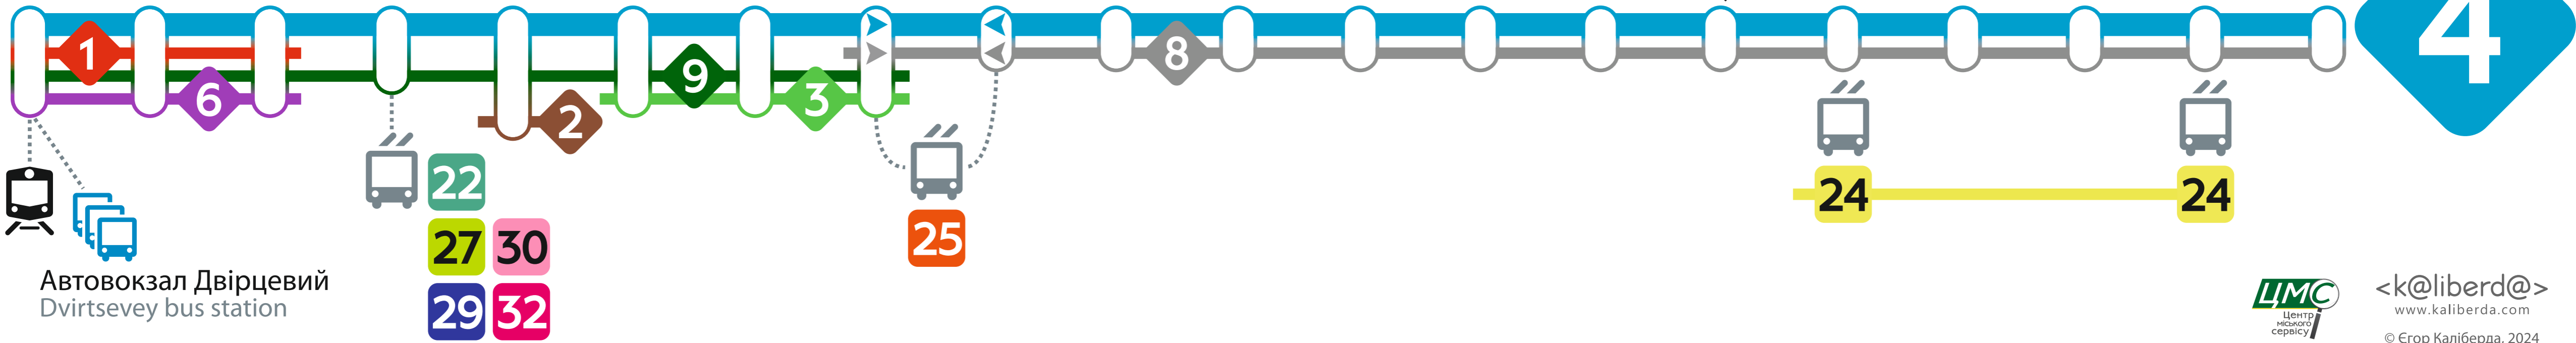 4
1
8
9
6
3
2
22
24
24
27
30
25
29
32
Автовокзал Двірцевий
Dvirtsevey bus station
ЦМС
Центр
міського
сервісу
<k@liberd@>
www.kaliberda.com
© Єгор Каліберда, 2024